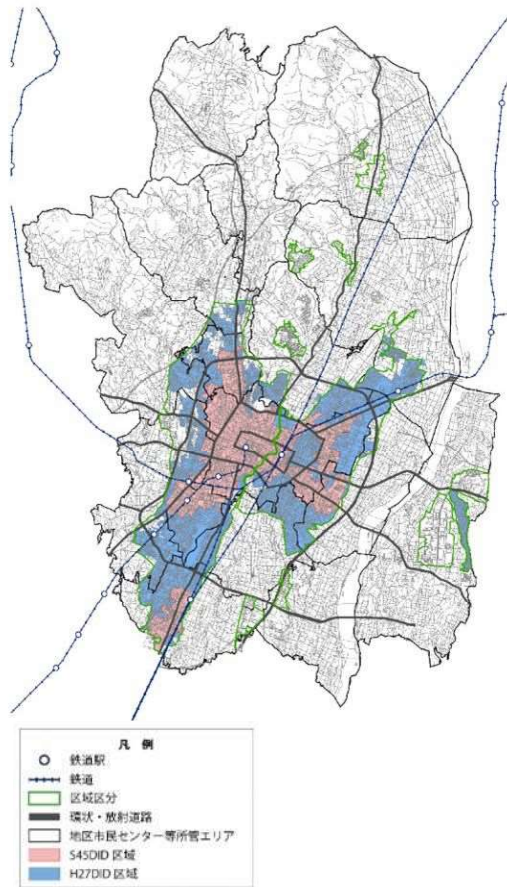 凡 例
鉄道駅
鉄道
区域区分
環状・放射道路
地区市民センター等所管エリア
S45DID 区域
H27DID 区域